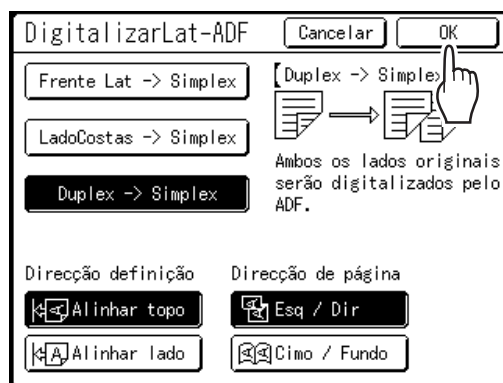 DigitalizarLat-ADF
Cancelar
OK
Frente Lat -> Simplex
LadoCostas -> Simplex
Duplex -> Simplex
[Duplex -> Simplex
Ambos os lados originais
serão digitalizados pelo
ADF.
Direcção definição
Alinhar topo
Alinhar lado
Direcção de página
Esq / Dir
Cimo / Fundo